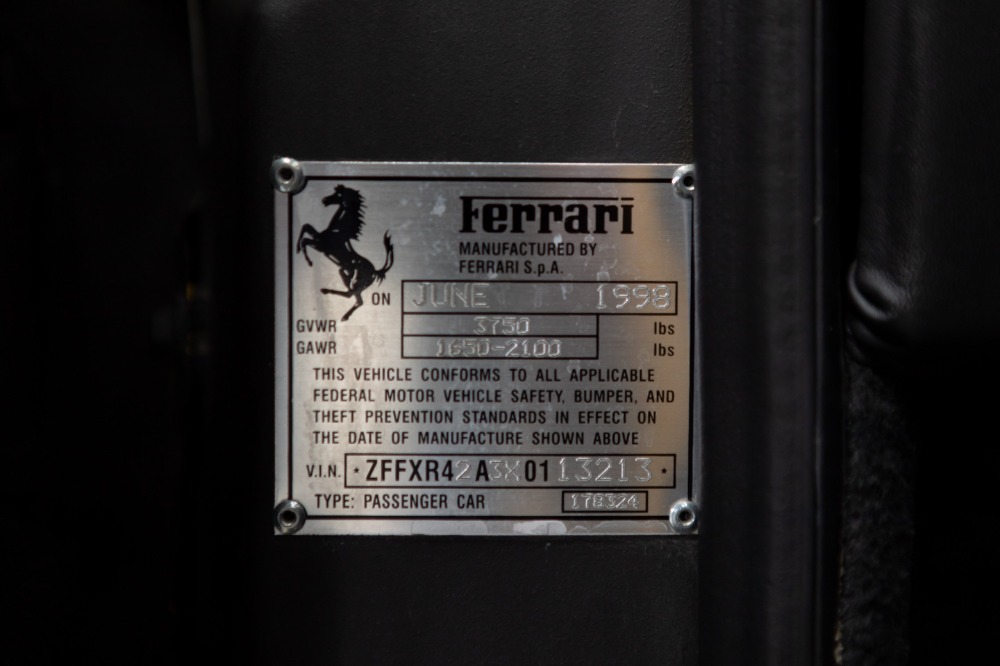 Ferrari
MANUFACTURED BY
FERRARI S.p.A.
ON JUNE 1998
GVWR 3750 lbs
GAWR 1650-2100 lbs
THIS VEHICLE CONFORMS TO ALL APPLICABLE
FEDERAL MOTOR VEHICLE SAFETY, BUMPER, AND
THEFT PREVENTION STANDARDS IN EFFECT ON
THE DATE OF MANUFACTURE SHOWN ABOVE
V.I.N. * ZFFXR42A3X0113213 *
TYPE: PASSENGER CAR 178324